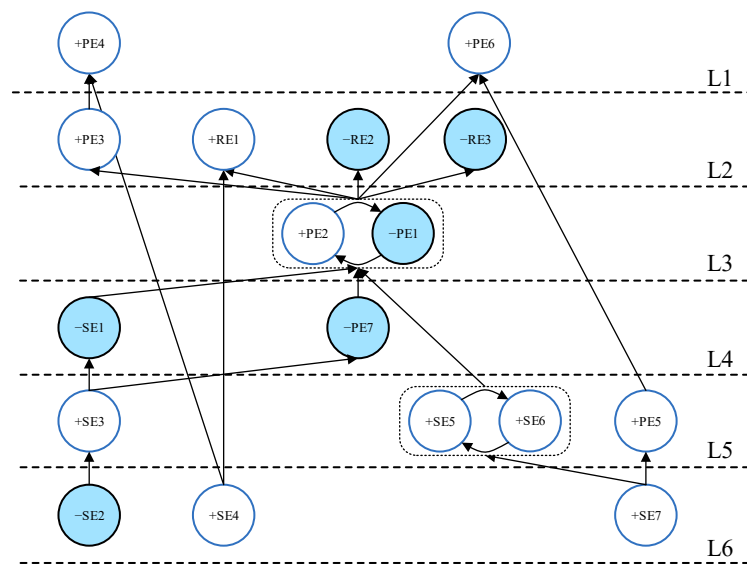 +PE4
+PE6
L1
+PE3
+RE1
−RE2
−RE3
L2
+PE2
−PE1
L3
−SE1
−PE7
L4
+SE3
+SE5
+SE6
+PE5
L5
−SE2
+SE4
+SE7
L6